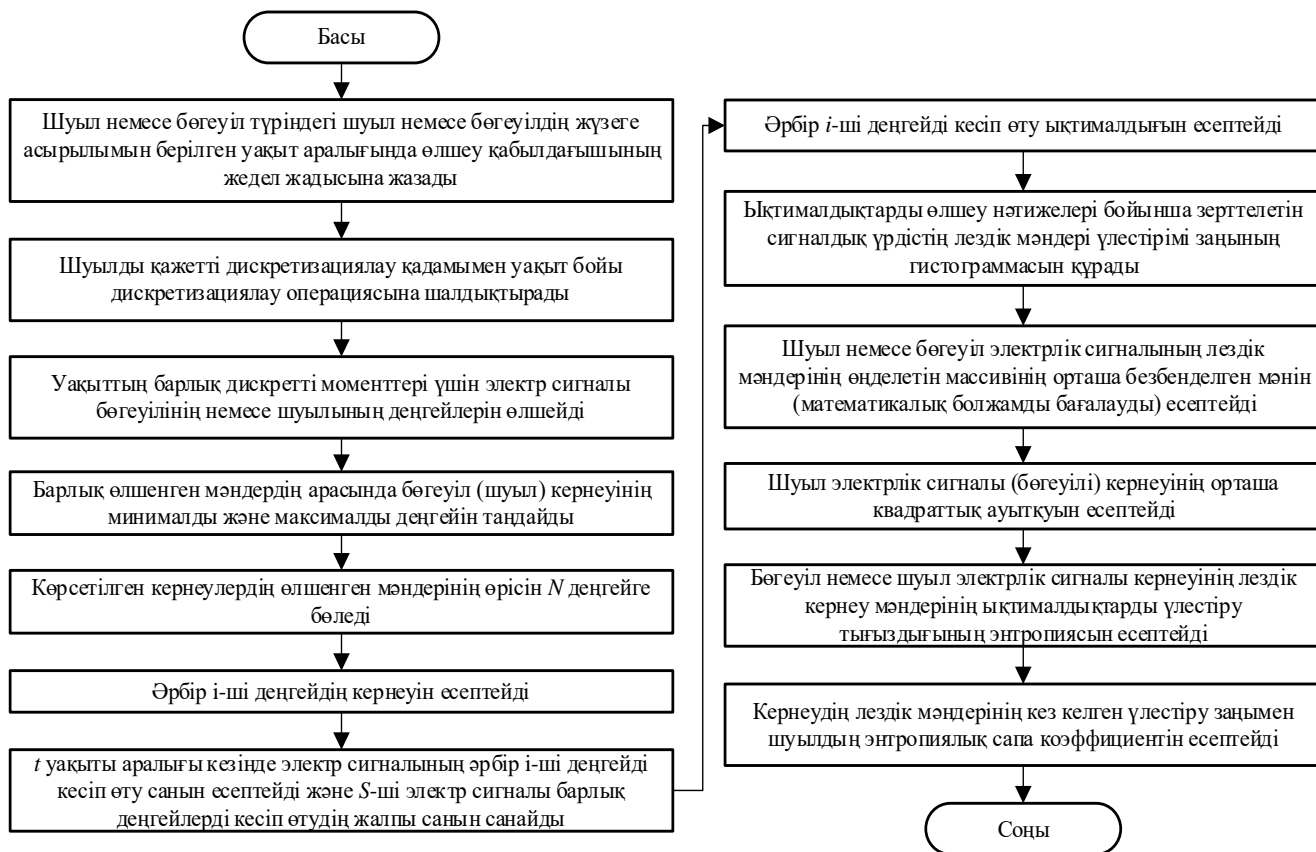 Басы
Шуыл немесе бөгеуіл түріндегі шуыл немесе бөгеуілдің жүзеге
асырылымын берілген уақыт аралығында өлшеу қабылдағышының
жедел жадысына жазады
Шуылды қажетті дискретизациялау қадамымен уақыт бойы
дискретизациялау операциясына шалдықтырады
Уақыттың барлық дискретті моменттері үшін электр сигналы
бөгеуілінің немесе шуылының деңгейлерін өлшейді
Барлық өлшенген мәндердің арасында бөгеуіл (шуыл) кернеуінің
минималды және максималды деңгейін таңдайды
Көрсетілген кернеулердің өлшенген мәндерінің өрісін N деңгейге
бөледі
Әрбір і-ші деңгейдің кернеуін есептейді
t уақыты аралығы кезінде электр сигналының әрбір і-ші деңгейді
кесіп өту санын есептейді және S-ші электр сигналы барлық
деңгейлерді кесіп өтудің жалпы санын санайды
Әрбір i-ші деңгейді кесіп өту ықтималдығын есептейді
Ықтималдықтарды өлшеу нәтижелері бойынша зерттелетін
сигналдық үрдістің лездік мәндері үлестірімі заңының
гистограммасын құрады
Шуыл немесе бөгеуіл электрлік сигналының лездік
мәндерінің өңделетін массивінің орташа безбенделген мәнін
(математикалық болжамды бағалауды) есептейді
Шуыл электрлік сигналы (бөгеуілі) кернеуінің орташа
квадраттық ауытқуын есептейді
Бөгеуіл немесе шуыл электрлік сигналы кернеуінің лездік
кернеу мәндерінің ықтималдықтарды үлестіру
тығыздығының энтропиясын есептейді
Кернеудің лездік мәндерінің кез келген үлестіру заңымен
шуылдың энтропиялық сапа коэффициентін есептейді
Соңы